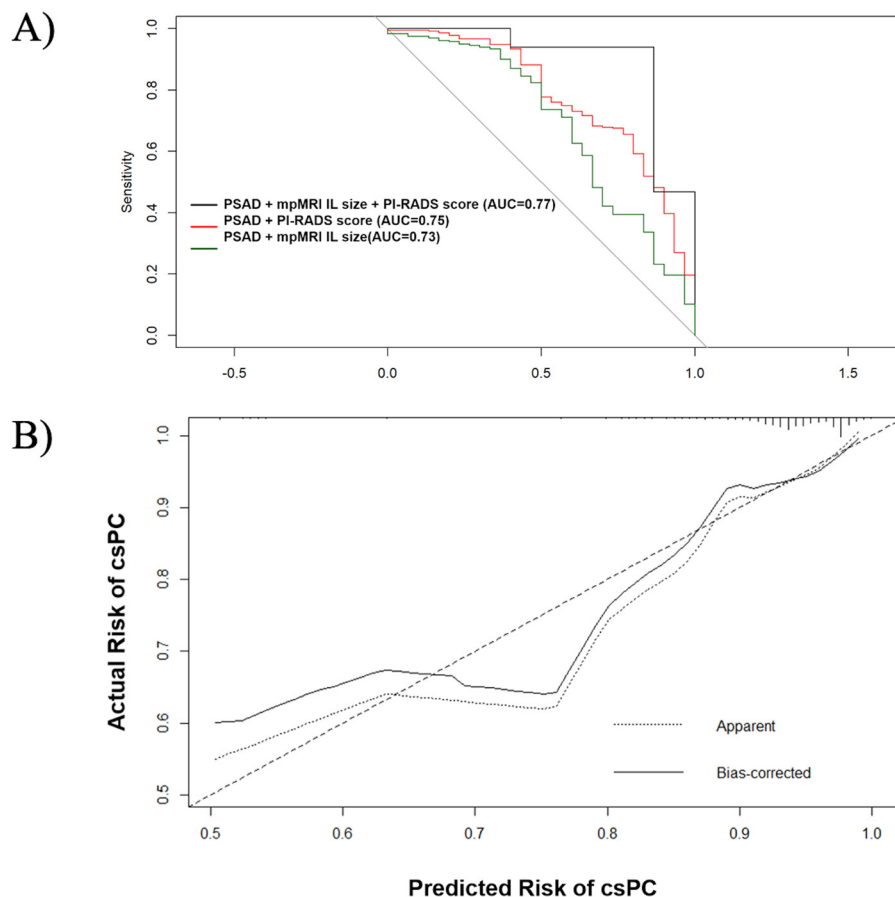 A)
Sensitivity
0.0 0.2 0.4 0.6 0.8 1.0
PSAD + mpMRI IL size + PI-RADS score (AUC=0.77)
PSAD + PI-RADS score (AUC=0.75)
PSAD + mpMRI IL size(AUC=0.73)
-0.5 0.0 0.5 1.0 1.5
B)
Actual Risk of csPC
0.5 0.6 0.7 0.8 0.9 1.0
Apparent
Bias-corrected
0.5 0.6 0.7 0.8 0.9 1.0
Predicted Risk of csPC